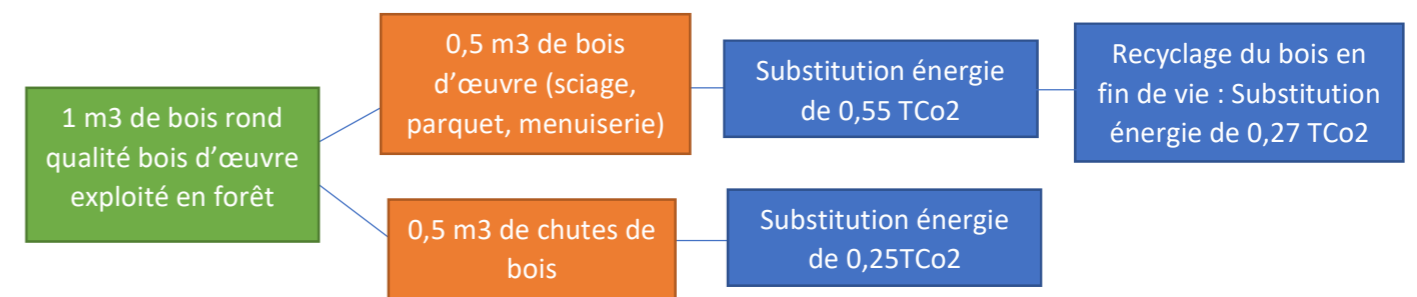 1 m3 de bois rond
qualité bois d’œuvre
exploité en forêt
0,5 m3 de bois
d’œuvre (sciage,
parquet, menuiserie)
Substitution énergie
de 0,55 TCo2
Recyclage du bois en
fin de vie : Substitution
énergie de 0,27 TCo2
0,5 m3 de chutes de
bois
Substitution énergie
de 0,25TCo2